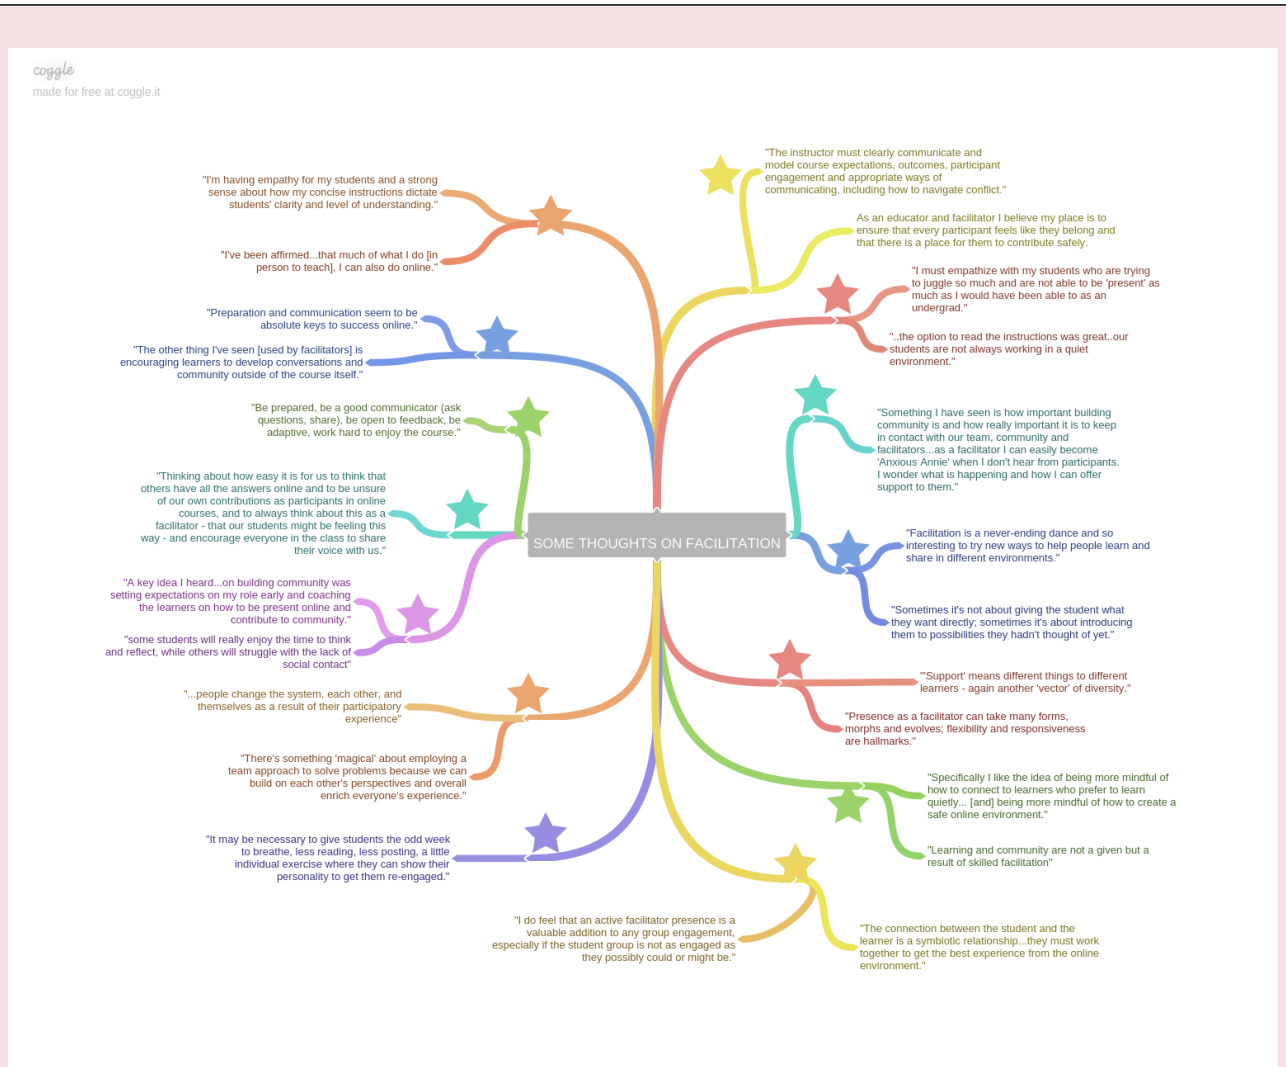 coggle
made for free at coggle.it
"I'm having empathy for my students and a strong
sense about how my concise instructions dictate
students' clarity and level of understanding."
"I've been affirmed...that much of what I do [in
person to teach], I can also do online."
"Preparation and communication seem to be
absolute keys to success online."
"The other thing I've seen [used by facilitators] is
encouraging learners to develop conversations and
community outside of the course itself."
"Be prepared, be a good communicator (ask
questions, share), be open to feedback, be
adaptive, work hard to enjoy the course."
"Thinking about how easy it is for us to think that
others have all the answers online and to be unsure
of our own contributions as participants in online
courses, and to always think about this as a
facilitator - that our students might be feeling this
way - and encourage everyone in the class to share
their voice with us."
"A key idea I heard...on building community was
setting expectations on my role early and coaching
the learners on how to be present online and
contribute to community."
"some students will really enjoy the time to think
and reflect, while others will struggle with the lack of
social contact"
"...people change the system, each other, and
themselves as a result of their participatory
experience"
"There's something 'magical' about employing a
team approach to solve problems because we can
build on each other's perspectives and overall
enrich everyone's experience."
"It may be necessary to give students the odd week
to breathe, less reading, less posting, a little
individual exercise where they can show their
personality to get them re-engaged."
"I do feel that an active facilitator presence is a
valuable addition to any group engagement,
especially if the student group is not as engaged as
they possibly could or might be."
SOME THOUGHTS ON FACILITATION
"The instructor must clearly communicate and
model course expectations, outcomes, participant
engagement and appropriate ways of
communicating, including how to navigate conflict."
As an educator and facilitator I believe my place is to
ensure that every participant feels like they belong and
that there is a place for them to contribute safely.
"I must empathize with my students who are trying
to juggle so much and are not able to be 'present' as
much as I would have been able to as an
undergrad."
"..the option to read the instructions was great..our
students are not always working in a quiet
environment."
"Something I have seen is how important building
community is and how really important it is to keep
in contact with our team, community and
facilitators...as a facilitator I can easily become
'Anxious Annie' when I don't hear from participants.
I wonder what is happening and how I can offer
support to them."
"Facilitation is a never-ending dance and so
interesting to try new ways to help people learn and
share in different environments."
"Sometimes it's not about giving the student what
they want directly; sometimes it's about introducing
them to possibilities they hadn't thought of yet."
"'Support' means different things to different
learners - again another 'vector' of diversity."
"Presence as a facilitator can take many forms,
morphs and evolves; flexibility and responsiveness
are hallmarks."
"Specifically I like the idea of being more mindful of
how to connect to learners who prefer to learn
quietly... [and] being more mindful of how to create a
safe online environment."
"Learning and community are not a given but a
result of skilled facilitation"
"The connection between the student and the
learner is a symbiotic relationship...they must work
together to get the best experience from the online
environment."